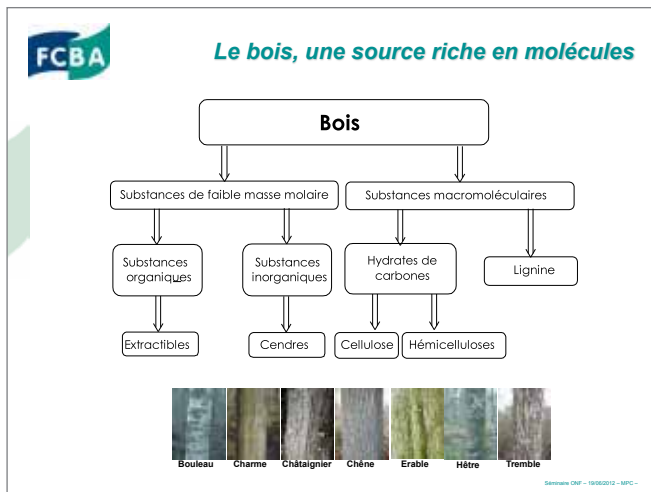 FCBA
Le bois, une source riche en molécules
Bois
Substances de faible masse molaire
Substances macromoléculaires
Substances
organiques
Substances
inorganiques
Hydrates de
carbones
Lignine
Extractibles
Cendres
Cellulose
Hémicelluloses
Bouleau
Charme
Châtaignier
Chêne
Erable
Hêtre
Tremble
Séminaire ONF – 19/06/2012 – MPC –